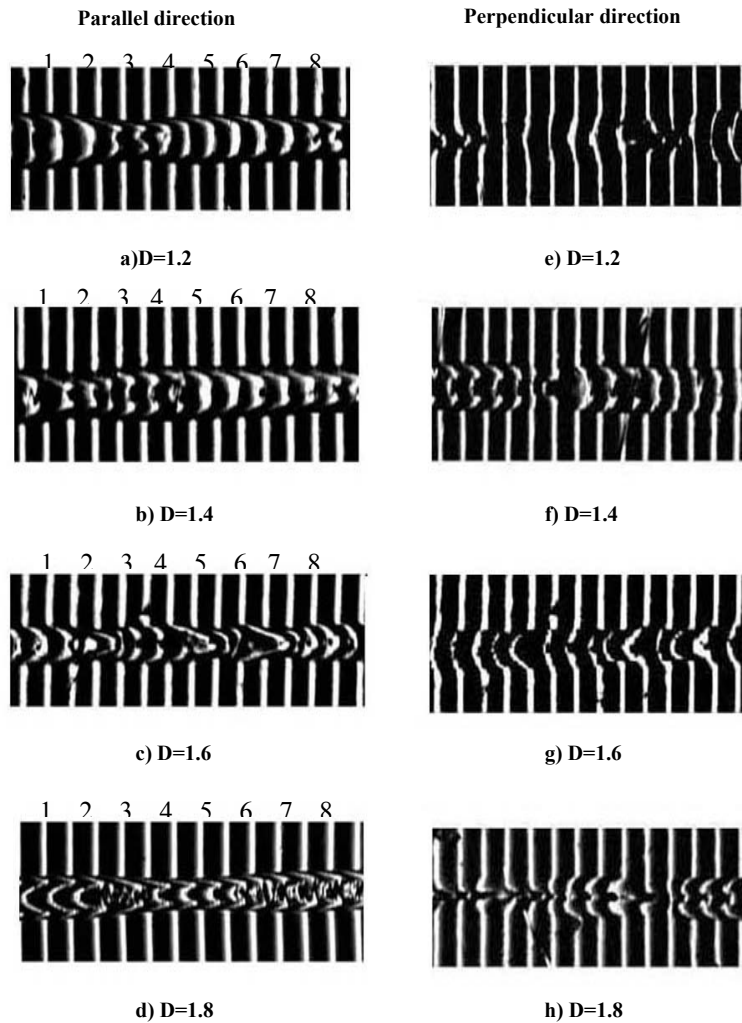 Parallel direction Perpendicular direction
1 2 3 4 5 6 7 8
a)D=1.2 e) D=1.2
1 2 3 4 5 6 7 8
b) D=1.4 f) D=1.4
1 2 3 4 5 6 7 8
c) D=1.6 g) D=1.6
1 2 3 4 5 6 7 8
d) D=1.8 h) D=1.8